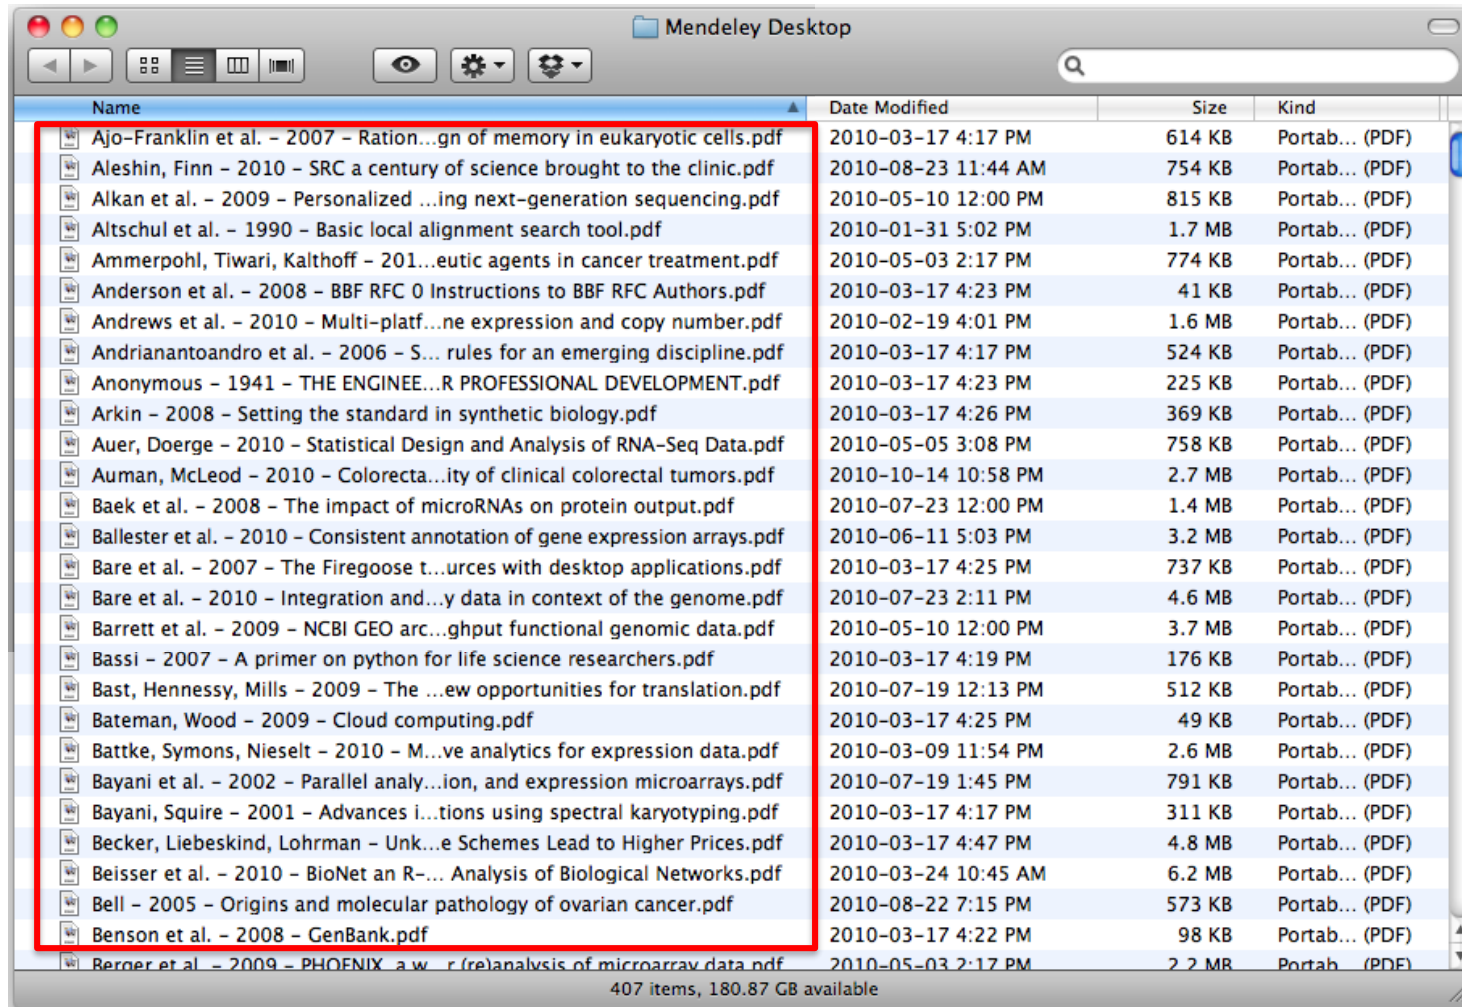 Mendeley Desktop
Name Date Modified Size Kind
Ajo-Franklin et al. – 2007 – Ration...gn of memory in eukaryotic cells.pdf 2010-03-17 4:17 PM 614 KB Portab... (PDF)
Aleshin, Finn – 2010 – SRC a century of science brought to the clinic.pdf 2010-08-23 11:44 AM 754 KB Portab... (PDF)
Alkan et al. – 2009 – Personalized ...ing next-generation sequencing.pdf 2010-05-10 12:00 PM 815 KB Portab... (PDF)
Altschul et al. – 1990 – Basic local alignment search tool.pdf 2010-01-31 5:02 PM 1.7 MB Portab... (PDF)
Ammerpohl, Tiwari, Kalthoff – 201...eutic agents in cancer treatment.pdf 2010-05-03 2:17 PM 774 KB Portab... (PDF)
Anderson et al. – 2008 – BBF RFC 0 Instructions to BBF RFC Authors.pdf 2010-03-17 4:23 PM 41 KB Portab... (PDF)
Andrews et al. – 2010 – Multi-platf...ne expression and copy number.pdf 2010-02-19 4:01 PM 1.6 MB Portab... (PDF)
Andrianantoandro et al. – 2006 – S... rules for an emerging discipline.pdf 2010-03-17 4:17 PM 524 KB Portab... (PDF)
Anonymous – 1941 – THE ENGINEE...R PROFESSIONAL DEVELOPMENT.pdf 2010-03-17 4:23 PM 225 KB Portab... (PDF)
Arkin – 2008 – Setting the standard in synthetic biology.pdf 2010-03-17 4:26 PM 369 KB Portab... (PDF)
Auer, Doerge – 2010 – Statistical Design and Analysis of RNA-Seq Data.pdf 2010-05-05 3:08 PM 758 KB Portab... (PDF)
Auman, McLeod – 2010 – Colorecta...ity of clinical colorectal tumors.pdf 2010-10-14 10:58 PM 2.7 MB Portab... (PDF)
Baek et al. – 2008 – The impact of microRNAs on protein output.pdf 2010-07-23 12:00 PM 1.4 MB Portab... (PDF)
Ballester et al. – 2010 – Consistent annotation of gene expression arrays.pdf 2010-06-11 5:03 PM 3.2 MB Portab... (PDF)
Bare et al. – 2007 – The Firegoose t...urces with desktop applications.pdf 2010-03-17 4:25 PM 737 KB Portab... (PDF)
Bare et al. – 2010 – Integration and...y data in context of the genome.pdf 2010-07-23 2:11 PM 4.6 MB Portab... (PDF)
Barrett et al. – 2009 – NCBI GEO arc...ghput functional genomic data.pdf 2010-05-10 12:00 PM 3.7 MB Portab... (PDF)
Bassi – 2007 – A primer on python for life science researchers.pdf 2010-03-17 4:19 PM 176 KB Portab... (PDF)
Bast, Hennessy, Mills – 2009 – The ...ew opportunities for translation.pdf 2010-07-19 12:13 PM 512 KB Portab... (PDF)
Bateman, Wood – 2009 – Cloud computing.pdf 2010-03-17 4:25 PM 49 KB Portab... (PDF)
Battke, Symons, Nieselt – 2010 – M...ve analytics for expression data.pdf 2010-03-09 11:54 PM 2.6 MB Portab... (PDF)
Bayani et al. – 2002 – Parallel analy...ion, and expression microarrays.pdf 2010-07-19 1:45 PM 791 KB Portab... (PDF)
Bayani, Squire – 2001 – Advances i...tions using spectral karyotyping.pdf 2010-03-17 4:17 PM 311 KB Portab... (PDF)
Becker, Liebeskind, Lohrman – Unk...e Schemes Lead to Higher Prices.pdf 2010-03-17 4:47 PM 4.8 MB Portab... (PDF)
Beisser et al. – 2010 – BioNet an R-... Analysis of Biological Networks.pdf 2010-03-24 10:45 AM 6.2 MB Portab... (PDF)
Bell – 2005 – Origins and molecular pathology of ovarian cancer.pdf 2010-08-22 7:15 PM 573 KB Portab... (PDF)
Benson et al. – 2008 – GenBank.pdf 2010-03-17 4:22 PM 98 KB Portab... (PDF)
Berger et al. – 2009 – PHOENIX a w...r (re)analysis of microarray data.pdf 2010-05-03 2:17 PM 2.2 MB Portab... (PDF)
407 items, 180.87 GB available